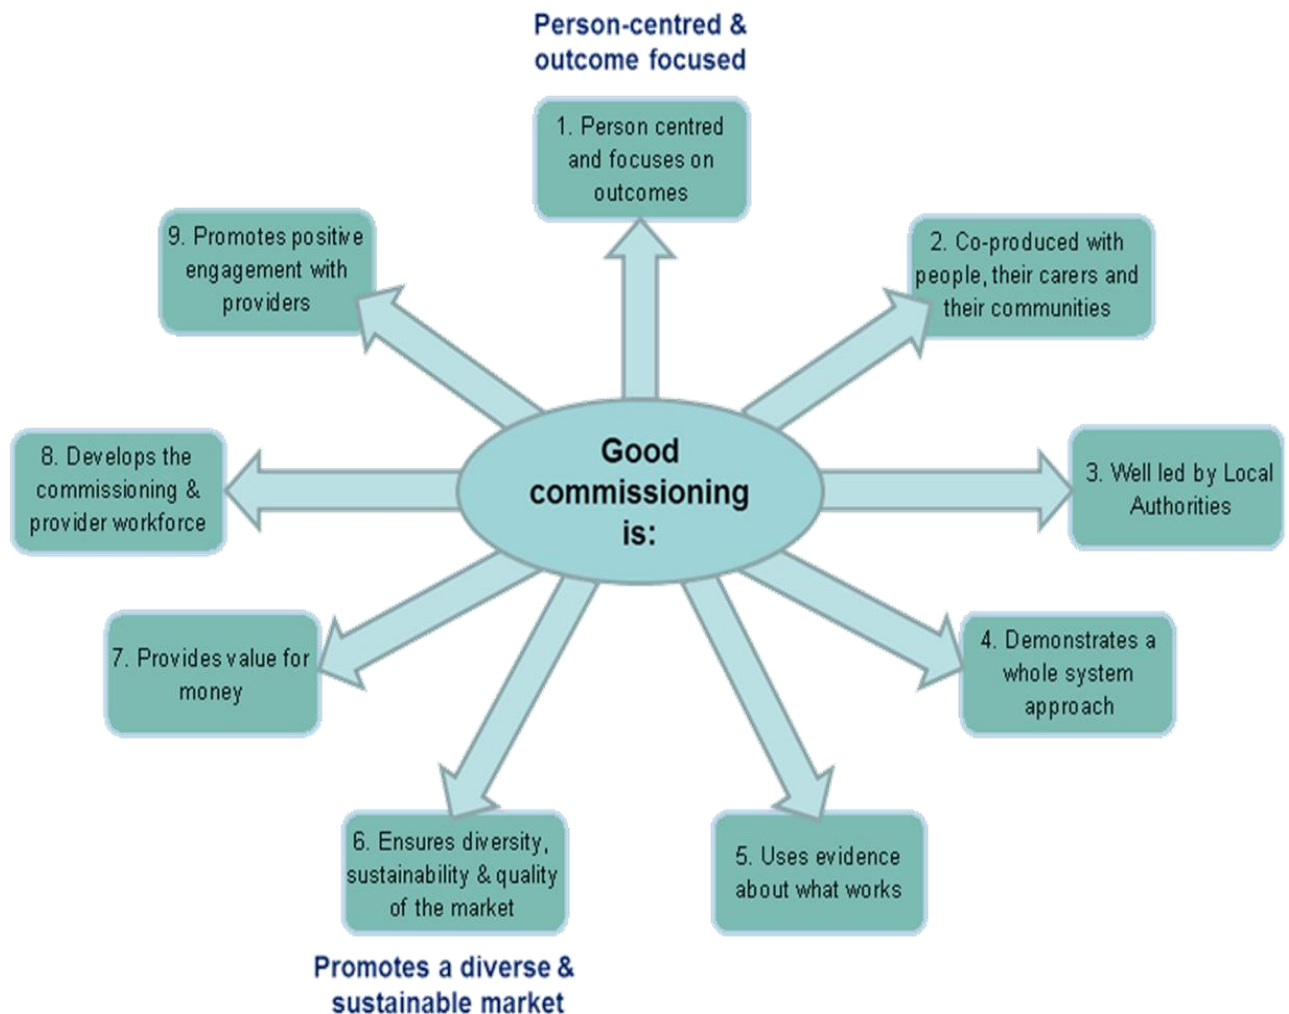 Person-centred &
outcome focused
1. Person centred
and focuses on
outcomes
2. Co-produced with
people, their carers and
their communities
3. Well led by Local
Authorities
4. Demonstrates a
whole system
approach
5. Uses evidence
about what works
6. Ensures diversity,
sustainability & quality
of the market
Promotes a diverse &
sustainable market
7. Provides value for
money
8. Develops the
commissioning &
provider workforce
9. Promotes positive
engagement with
providers
Good
commissioning
is: